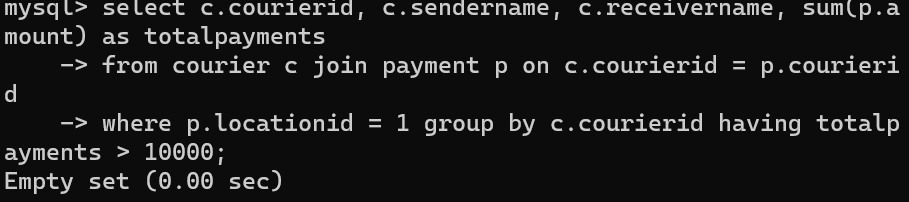 mysql> select c.courierid, c.sendername, c.receivername, sum(p.a
mount) as totalpayments
    -> from courier c join payment p on c.courierid = p.courieri
d
    -> where p.locationid = 1 group by c.courierid having totalp
ayments > 10000;
Empty set (0.00 sec)